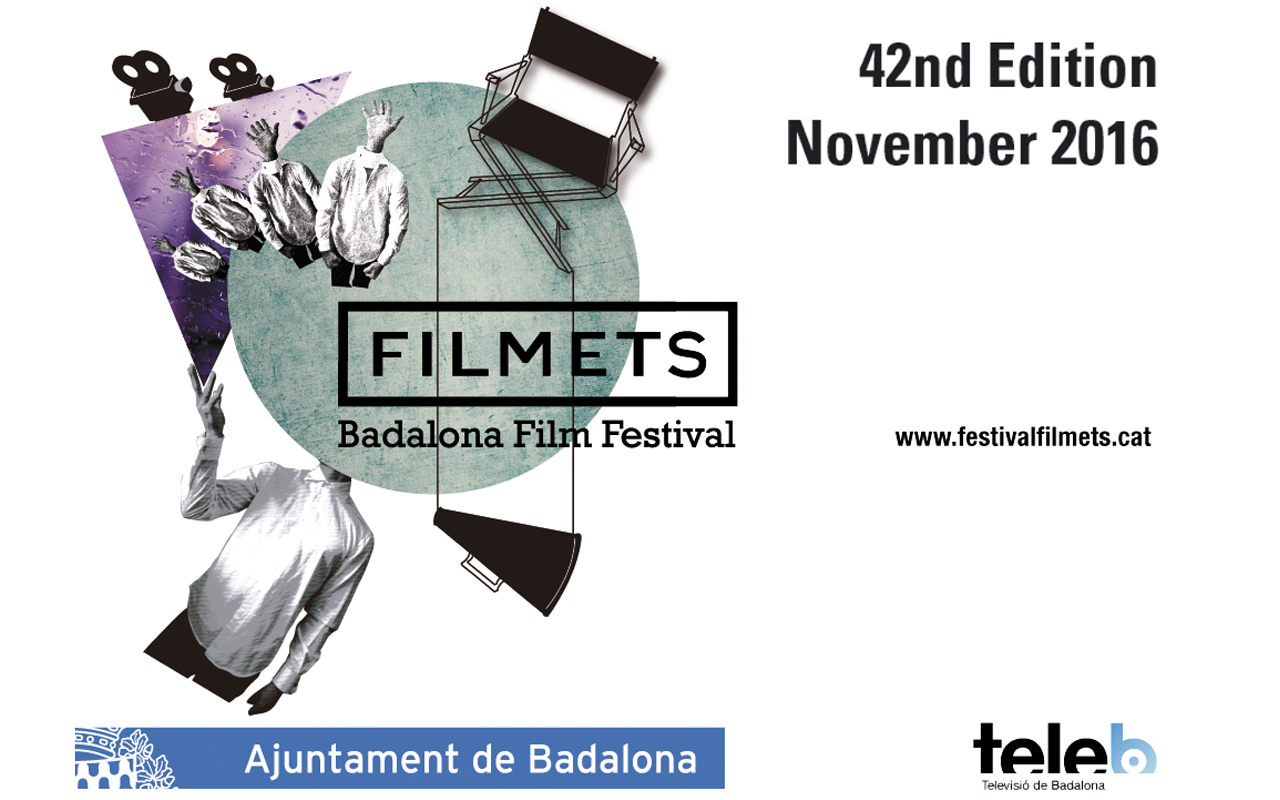 42nd Edition
November 2016
FILMETS
Badalona Film Festival
www.festivalfilmets.cat
Ajuntament de Badalona
teleb
Televisió de Badalona